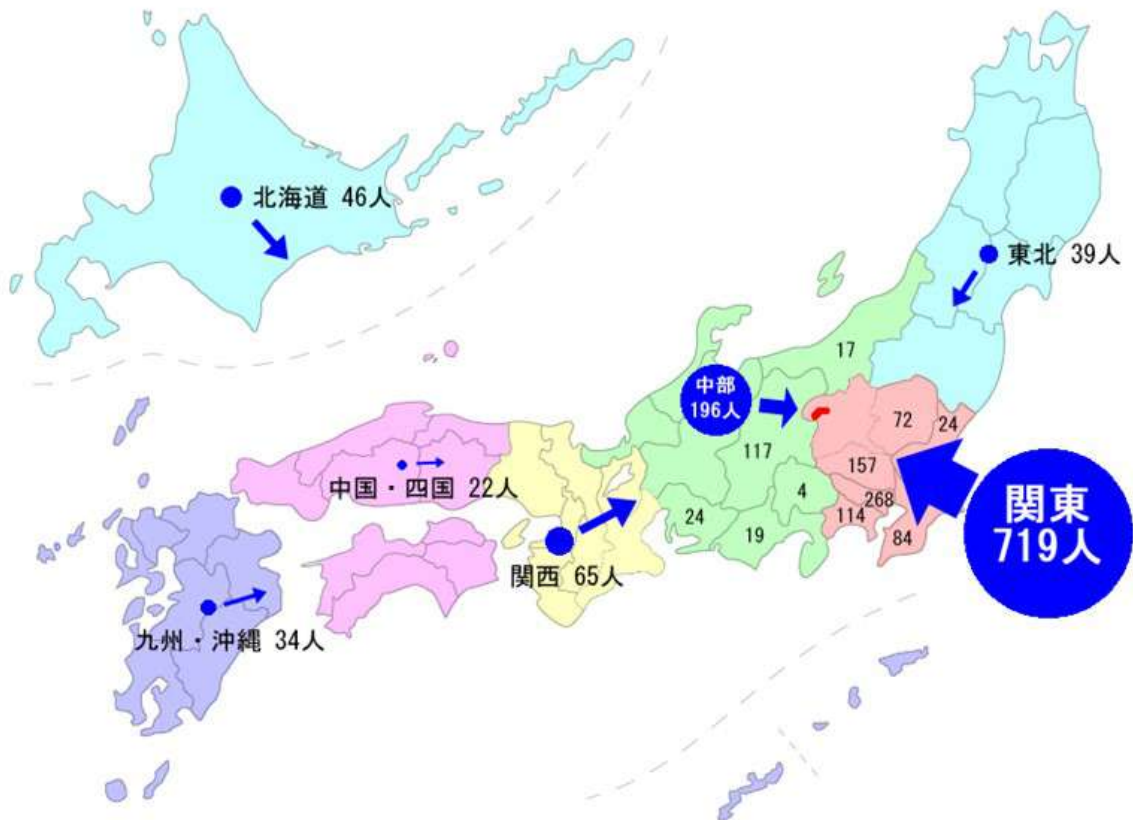 北海道 46人
東北 39人
17
中部
196人
72
24
117
157
関東
719人
中国・四国 22人
4
268
24
19
114
84
関西 65人
九州・沖縄 34人